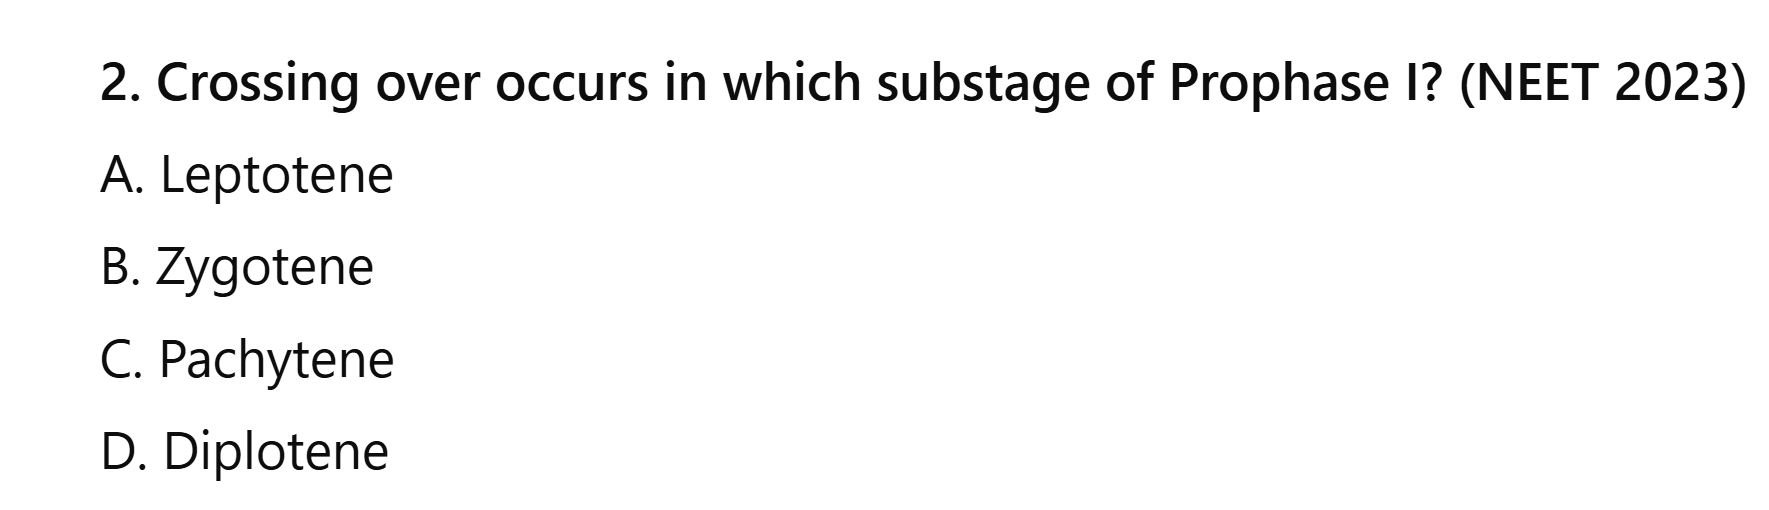 2. Crossing over occurs in which substage of Prophase I? (NEET 2023)
A. Leptotene
B. Zygotene
C. Pachytene
D. Diplotene